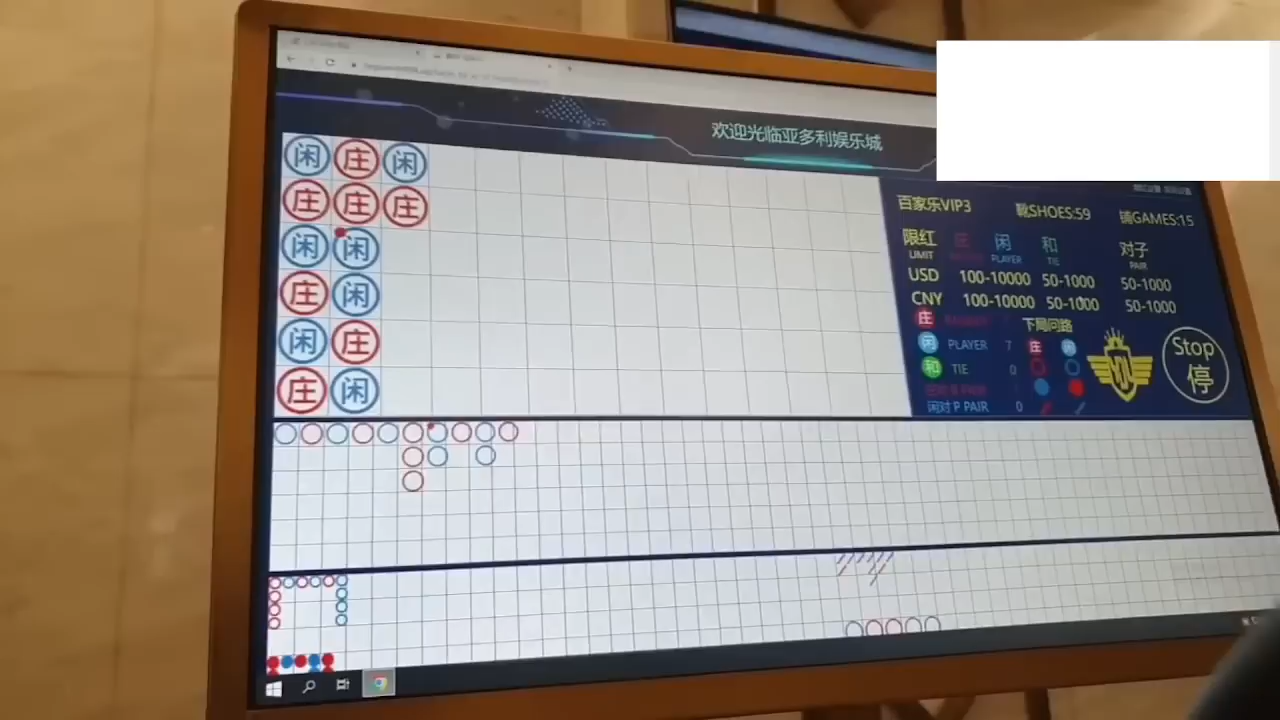 欢迎光临亚多利娱乐城
闲 庄 闲
庄 庄 庄
闲 闲
庄 闲
闲 庄
庄 闲
百家乐VIP3 靴SHOES:59 铺GAMES:15
限红 庄 闲 和 对子
LIMIT PLAYER TIE PAIR
USD 100-10000 50-1000 50-1000
CNY 100-10000 50-1000 50-1000
庄 下局问路
闲 PLAYER 7 庄 闲
和 TIE 0
闲对 P PAIR 0
Stop
停